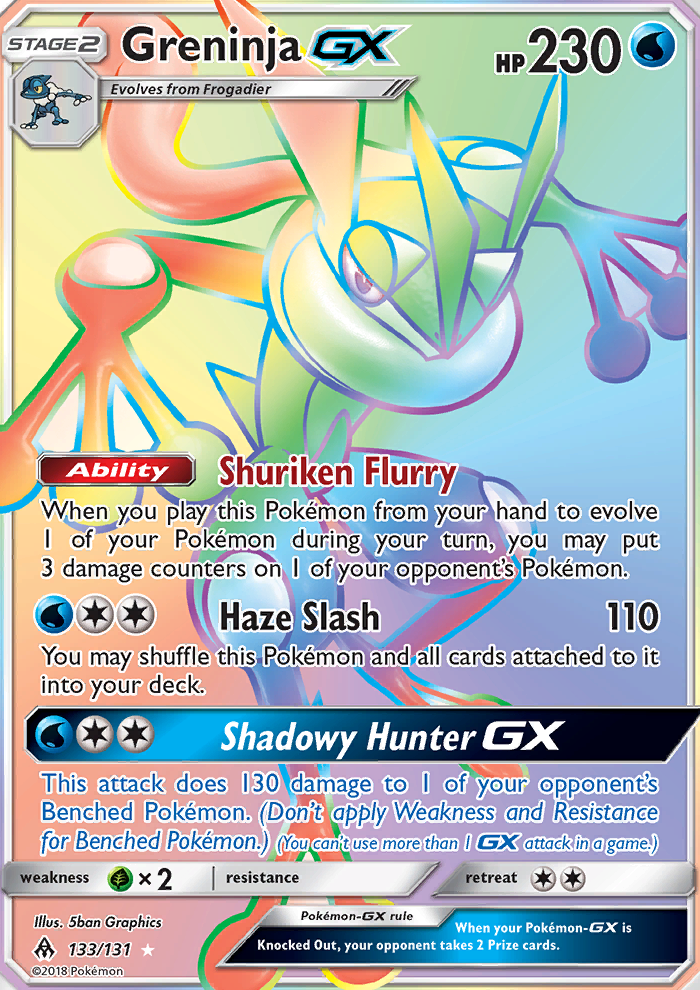 STAGE 2
Greninja GX
HP 230
Evolves from Frogadier
Ability Shuriken Flurry
When you play this Pokémon from your hand to evolve
1 of your Pokémon during your turn, you may put
3 damage counters on 1 of your opponent's Pokémon.
Haze Slash 110
You may shuffle this Pokémon and all cards attached to it
into your deck.
Shadowy Hunter GX
This attack does 130 damage to 1 of your opponent's
Benched Pokémon. (Don't apply Weakness and Resistance
for Benched Pokémon.) (You can't use more than 1 GX attack in a game.)
weakness ×2 resistance retreat
Illus. 5ban Graphics
133/131
©2018 Pokémon
Pokémon-GX rule
When your Pokémon-GX is
Knocked Out, your opponent takes 2 Prize cards.